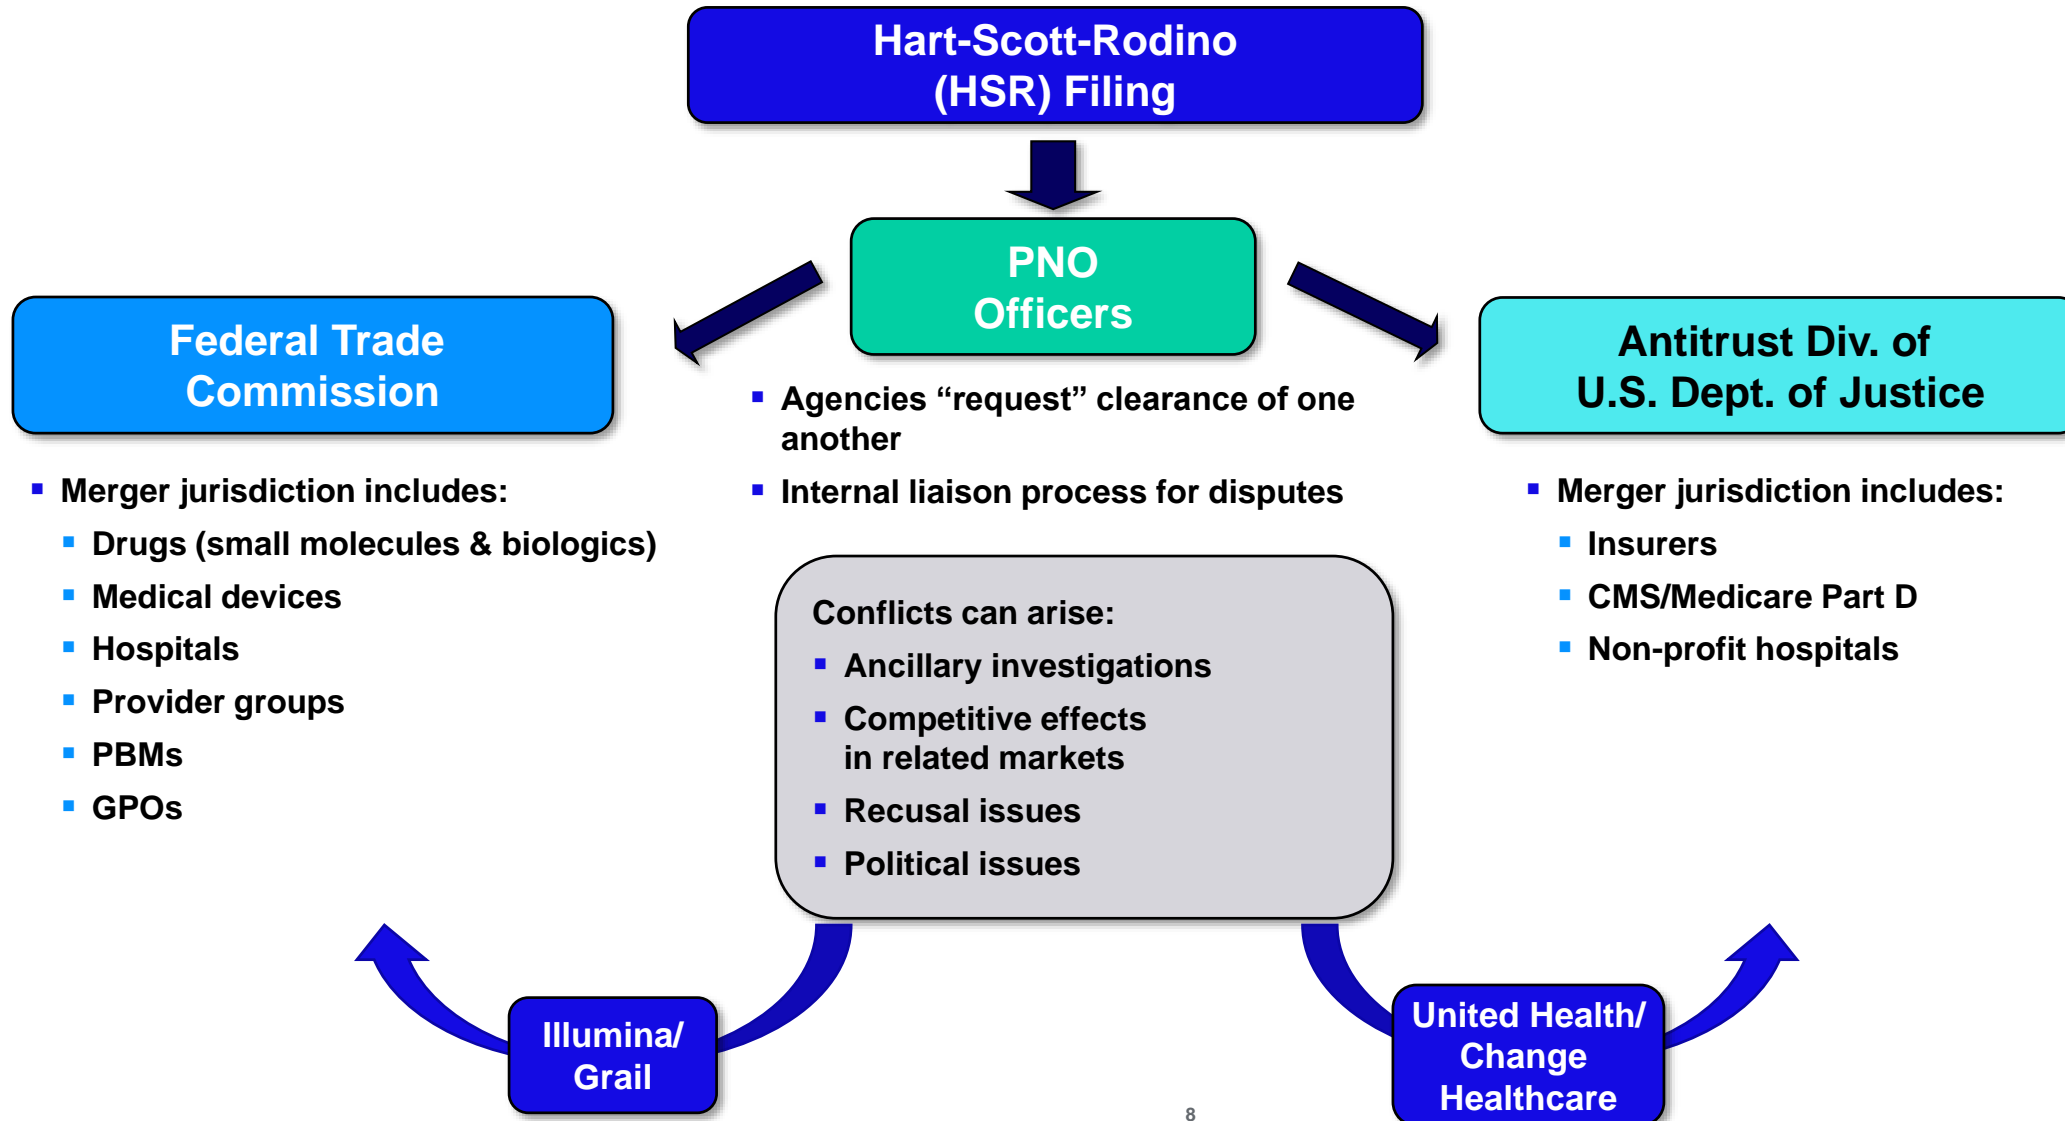 Hart-Scott-Rodino
(HSR) Filing
PNO
Officers
Federal Trade
Commission
Antitrust Div. of
U.S. Dept. of Justice
Agencies “request” clearance of one
another
Internal liaison process for disputes
Merger jurisdiction includes:
Drugs (small molecules & biologics)
Medical devices
Hospitals
Provider groups
PBMs
GPOs
Conflicts can arise:
Ancillary investigations
Competitive effects
in related markets
Recusal issues
Political issues
Merger jurisdiction includes:
Insurers
CMS/Medicare Part D
Non-profit hospitals
Illumina/
Grail
United Health/
Change
Healthcare
8